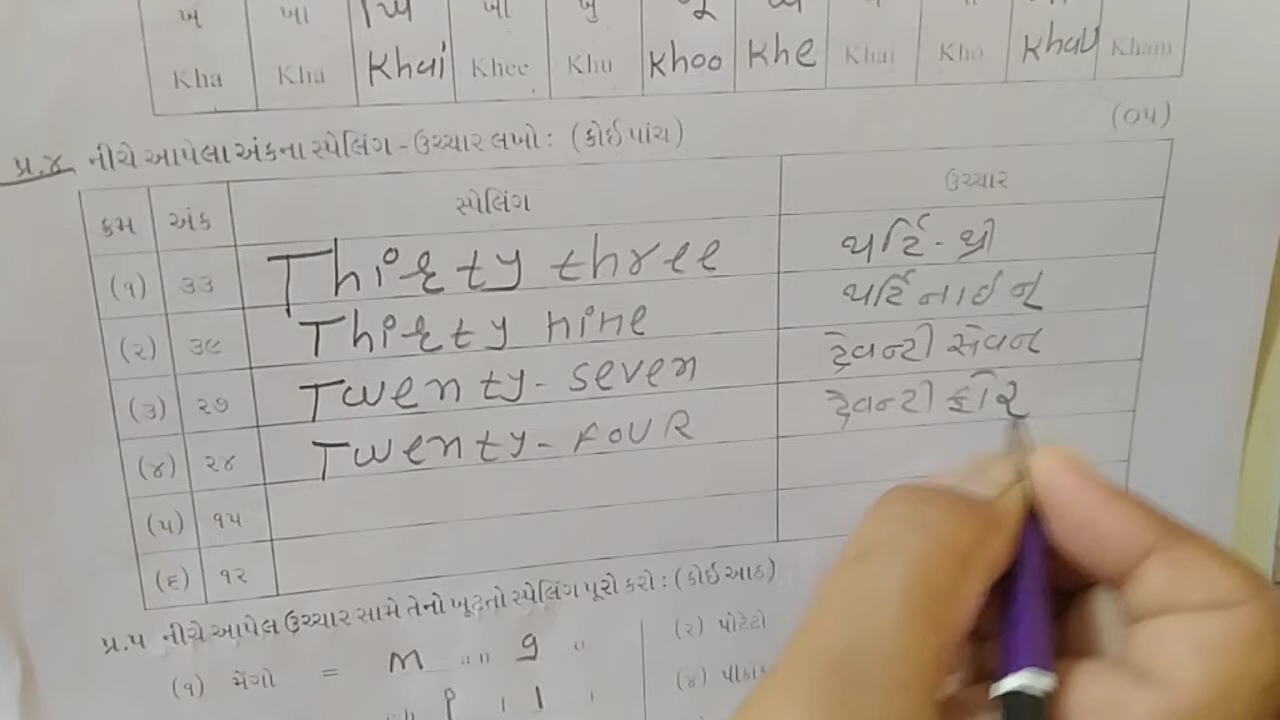 ખ ખા ખી ખુ
Kha Kha Khai Khee Khu khoo khe Khai Kho khau Kham
પ્ર.૪ નીચે આપેલા અંકના સ્પેલિંગ - ઉચ્ચાર લખો : (કોઈ પાંચ) (૦૫)
ક્રમ અંક સ્પેલિંગ ઉચ્ચાર
(૧) ૩૩ Thirty three થર્ટિ - થ્રી
(૨) ૩૯ Thirty nine થર્ટિ નાઈન્
(૩) ૨૭ Twenty - seven ટ્વેન્ટી સેવન
(૪) ૨૪ Twenty - FOUR ટ્વેન્ટી ફોર
(૫) ૧૫
(૬) ૧૨
પ્ર.૫ નીચે આપેલ ઉચ્ચાર સામે તેનો ખૂટતો સ્પેલિંગ પૂરો કરો : (કોઈ આઠ)
(૧) મેંગો = m g (૨) પોટેટો
(૪)